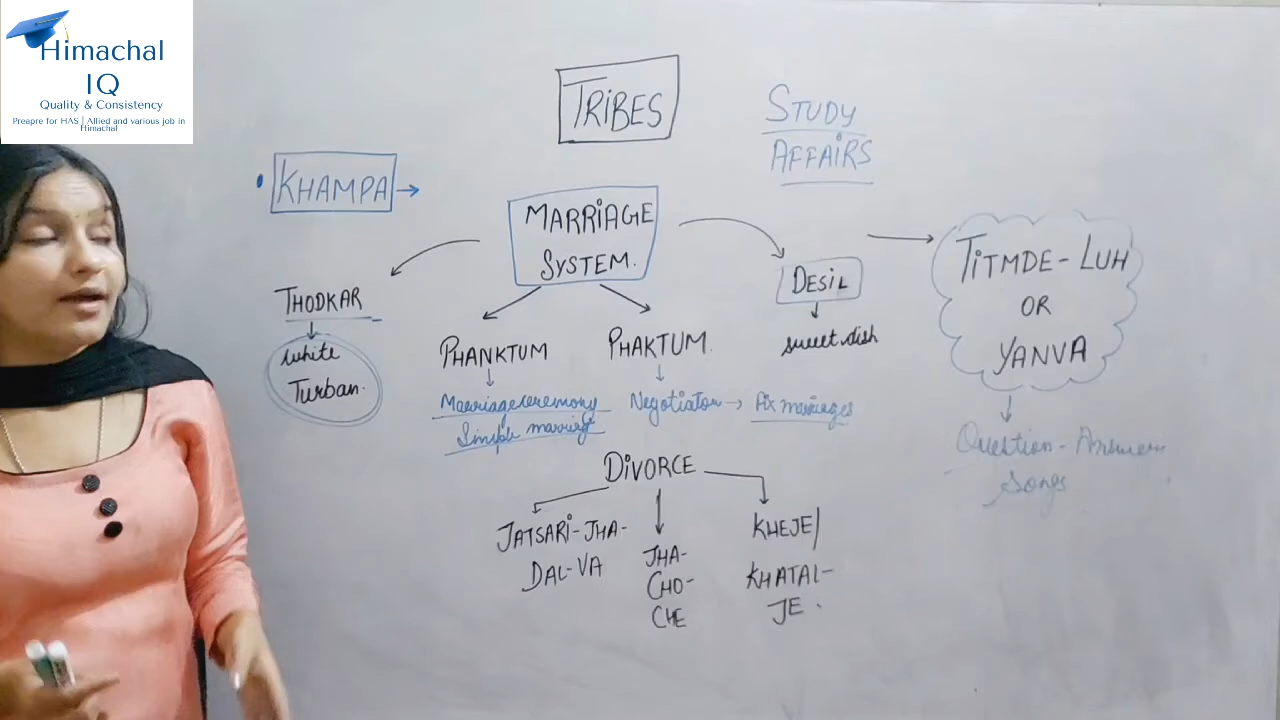 Himachal
IQ
Quality & Consistency
Preapre for HAS | Allied and various job in
Himachal
TRIBES
STUDY
AFFAIRS
KHAMPA
MARRIAGE
SYSTEM.
THODKAR
white
Turban.
PHANKTUM
Marriage ceremony
Simple marriage
PHAKTUM.
Negotiator → Fix marriages
DESIL
sweet dish
TITMDE-LUH
OR
YANVA
Question-Answer
Songs
DIVORCE
JATSARI-JHA-
DAL-VA
JHA-
CHO-
CHE
KHEJE/
KHATAI-
JE.